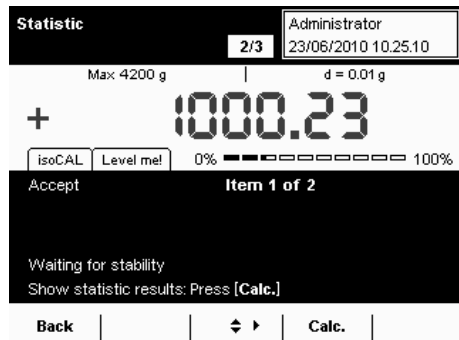 Statistic
2/3
Administrator
23/06/2010 10.25.10
Max 4200 g
d = 0.01 g
+ 1000.23
isoCAL Level me! 0% 100%
Accept Item 1 of 2
Waiting for stability
Show statistic results: Press [Calc.]
Back Calc.